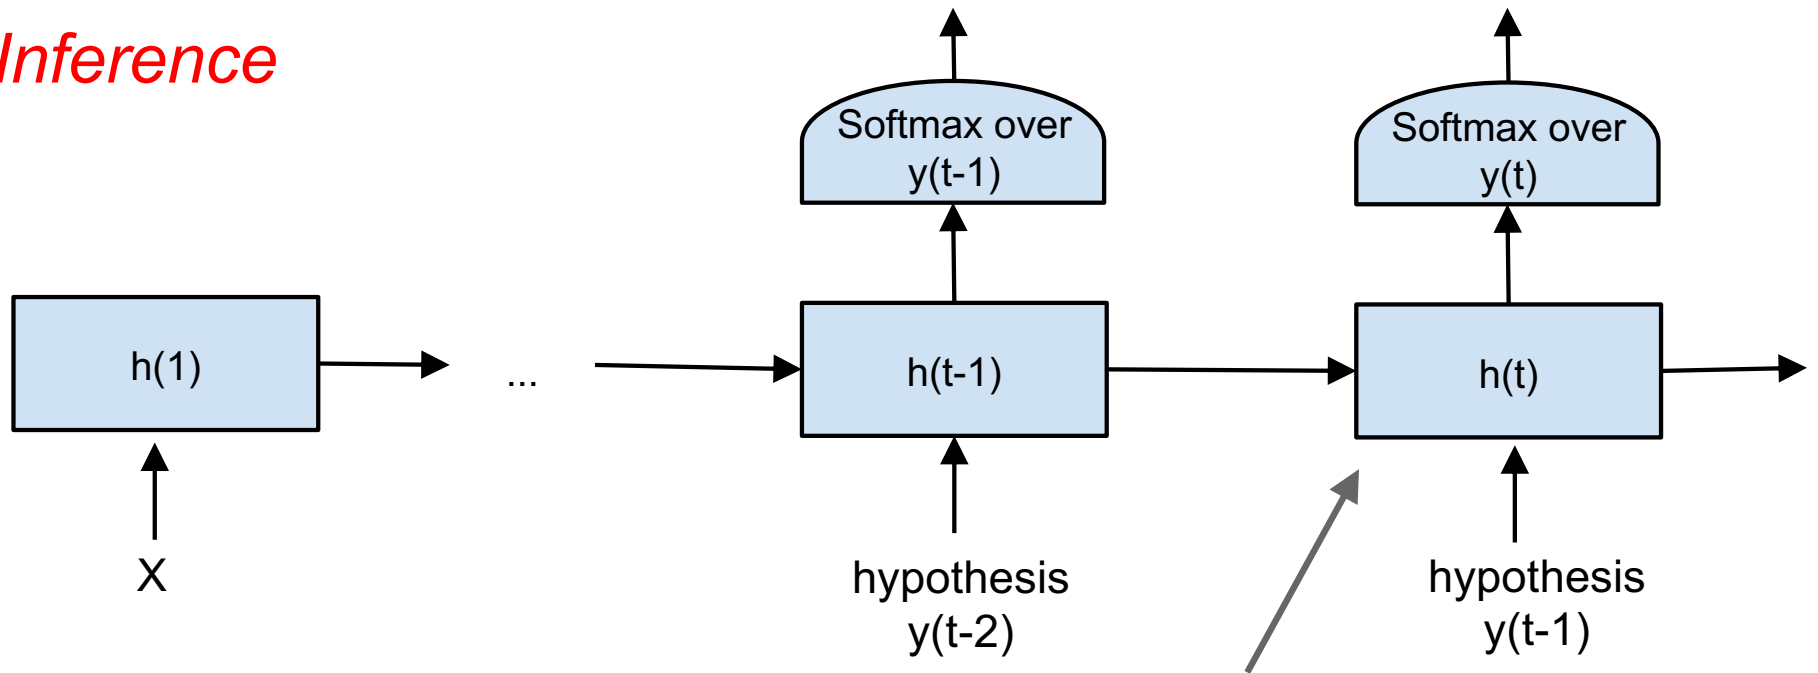 Inference
Softmax over
y(t-1)
Softmax over
y(t)
h(1)
...
h(t-1)
h(t)
X
hypothesis
y(t-2)
hypothesis
y(t-1)